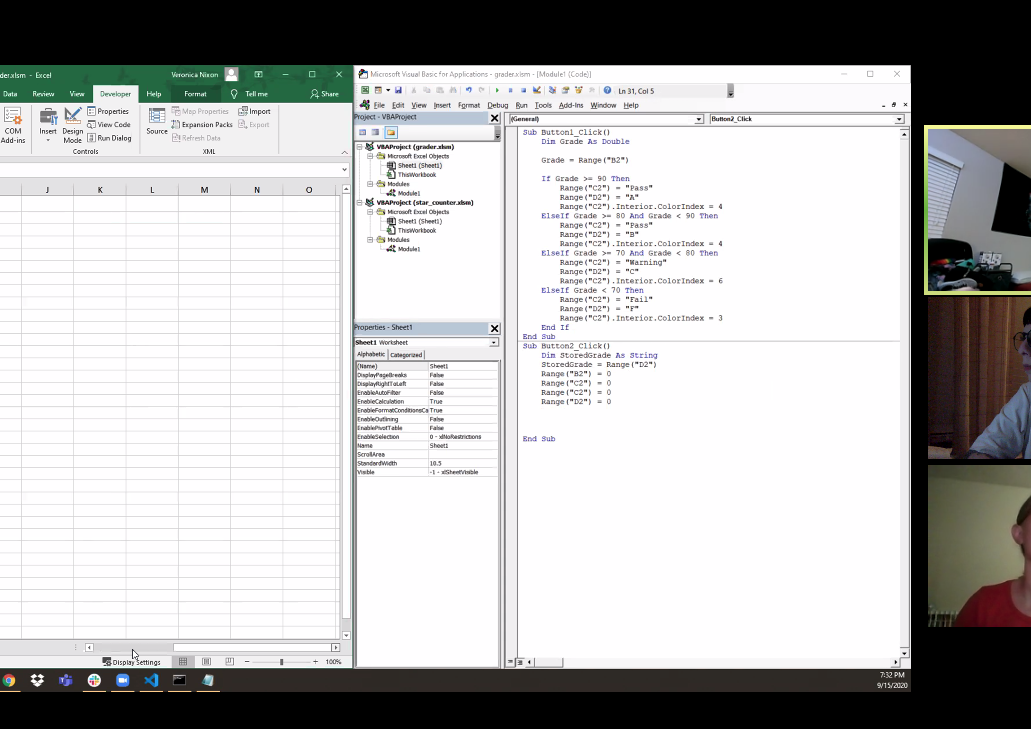 der.xlsm - Excel
Veronica Nixon
Data Review View Developer Help Format Tell me Share
COM Add-ins
Insert
Design Mode
Properties
View Code
Run Dialog
Controls
Source
Map Properties
Expansion Packs
Refresh Data
Import
Export
XML
J K L M N O
Display Settings
100%
Microsoft Visual Basic for Applications - grader.xlsm - [Module1 (Code)]
Ln 31, Col 5
File Edit View Insert Format Debug Run Tools Add-Ins Window Help
Project - VBAProject
VBAProject (grader.xlsm)
Microsoft Excel Objects
Sheet1 (Sheet1)
ThisWorkbook
Modules
Module1
VBAProject (star_counter.xlsm)
Microsoft Excel Objects
Sheet1 (Sheet1)
ThisWorkbook
Modules
Module1
Properties - Sheet1
Sheet1 Worksheet
Alphabetic Categorized
(Name) Sheet1
DisplayPageBreaks False
DisplayRightToLeft False
EnableAutoFilter False
EnableCalculation True
EnableFormatConditionsCa True
EnableOutlining False
EnablePivotTable False
EnableSelection 0 - xlNoRestrictions
Name Sheet1
ScrollArea
StandardWidth 10.5
Visible -1 - xlSheetVisible
(General) Button2_Click
Sub Button1_Click()
Dim Grade As Double
Grade = Range("B2")
If Grade >= 90 Then
Range("C2") = "Pass"
Range("D2") = "A"
Range("C2").Interior.ColorIndex = 4
ElseIf Grade >= 80 And Grade < 90 Then
Range("C2") = "Pass"
Range("D2") = "B"
Range("C2").Interior.ColorIndex = 4
ElseIf Grade >= 70 And Grade < 80 Then
Range("C2") = "Warning"
Range("D2") = "C"
Range("C2").Interior.ColorIndex = 6
ElseIf Grade < 70 Then
Range("C2") = "Fail"
Range("D2") = "F"
Range("C2").Interior.ColorIndex = 3
End If
End Sub
Sub Button2_Click()
Dim StoredGrade As String
StoredGrade = Range("D2")
Range("B2") = 0
Range("C2") = 0
Range("C2") = 0
Range("D2") = 0
End Sub
7:32 PM
9/15/2020